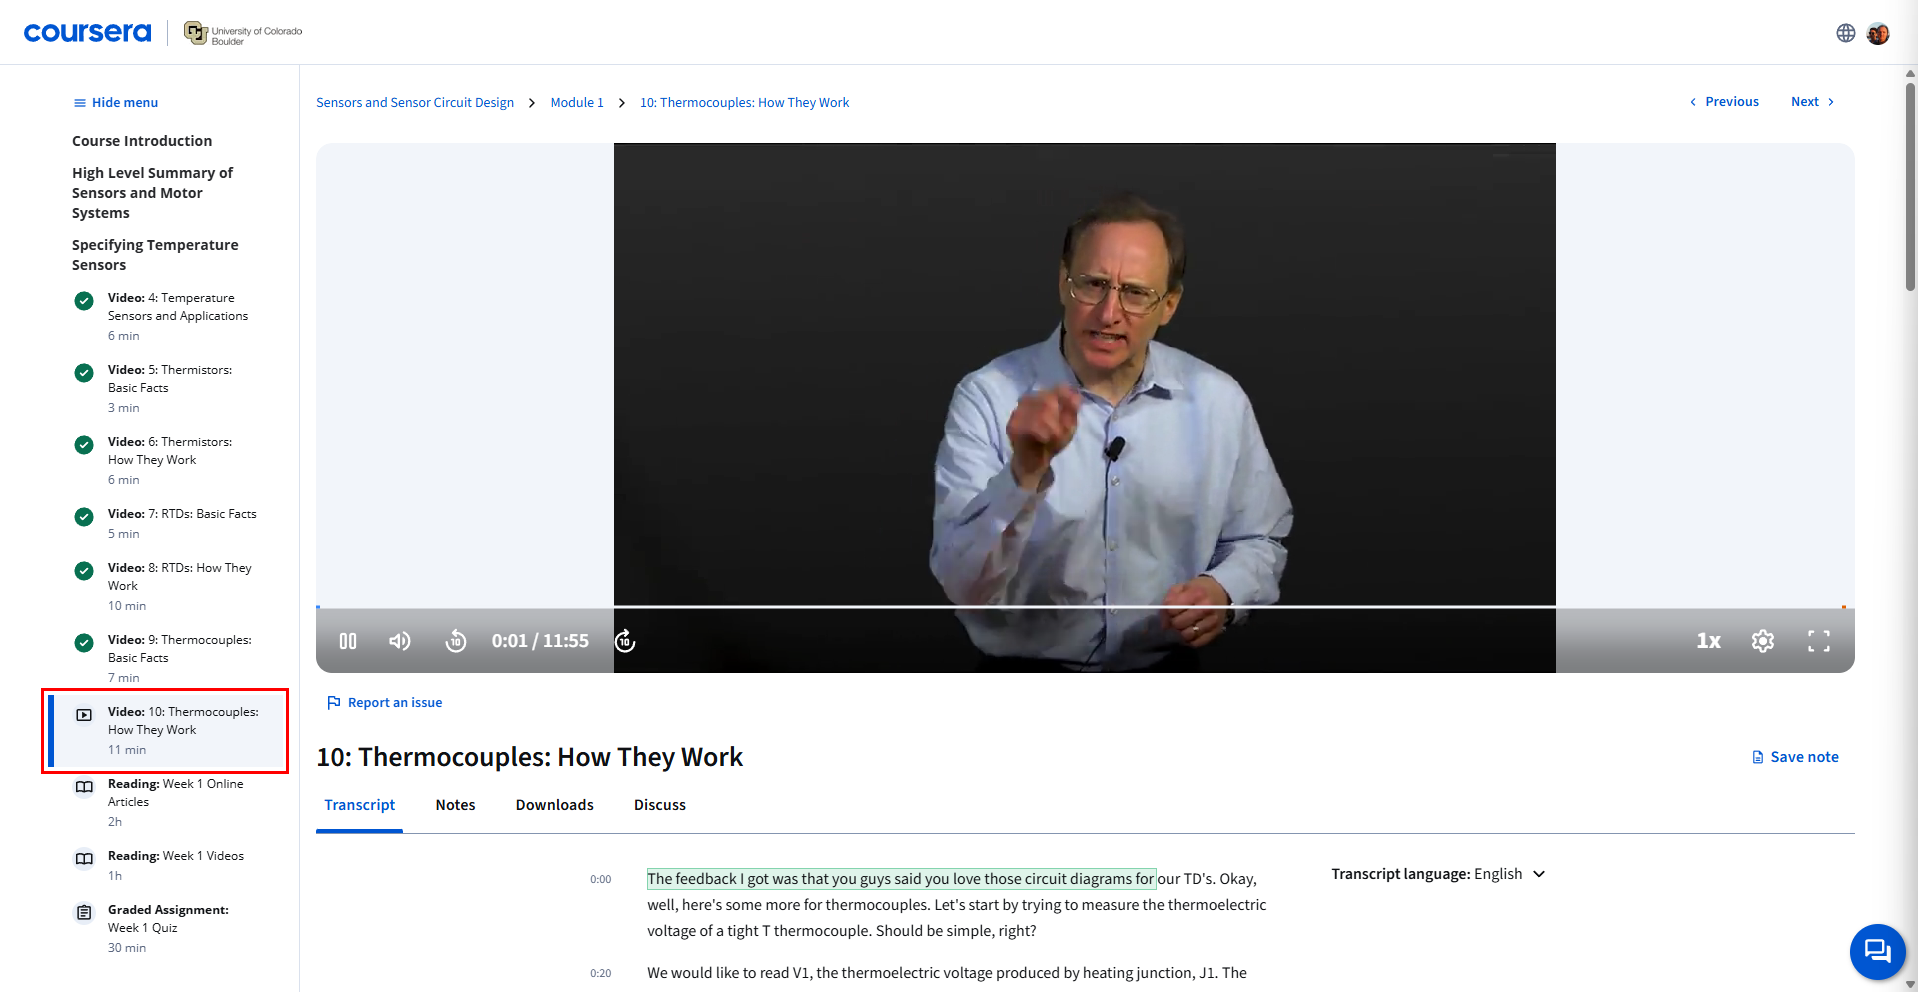 coursera
University of Colorado
Boulder
Hide menu
Course Introduction
High Level Summary of
Sensors and Motor
Systems
Specifying Temperature
Sensors
Video: 4: Temperature
Sensors and Applications
6 min
Video: 5: Thermistors:
Basic Facts
3 min
Video: 6: Thermistors:
How They Work
6 min
Video: 7: RTDs: Basic Facts
5 min
Video: 8: RTDs: How They
Work
10 min
Video: 9: Thermocouples:
Basic Facts
7 min
Video: 10: Thermocouples:
How They Work
11 min
Reading: Week 1 Online
Articles
2h
Reading: Week 1 Videos
1h
Graded Assignment:
Week 1 Quiz
30 min
Sensors and Sensor Circuit Design > Module 1 > 10: Thermocouples: How They Work
Previous
Next
10
0:01 / 11:55
10
1x
Report an issue
10: Thermocouples: How They Work
Save note
Transcript
Notes
Downloads
Discuss
0:00
The feedback I got was that you guys said you love those circuit diagrams for our TD's. Okay,
well, here's some more for thermocouples. Let's start by trying to measure the thermoelectric
voltage of a tight T thermocouple. Should be simple, right?
0:20
We would like to read V1, the thermoelectric voltage produced by heating junction, J1. The
Transcript language: English